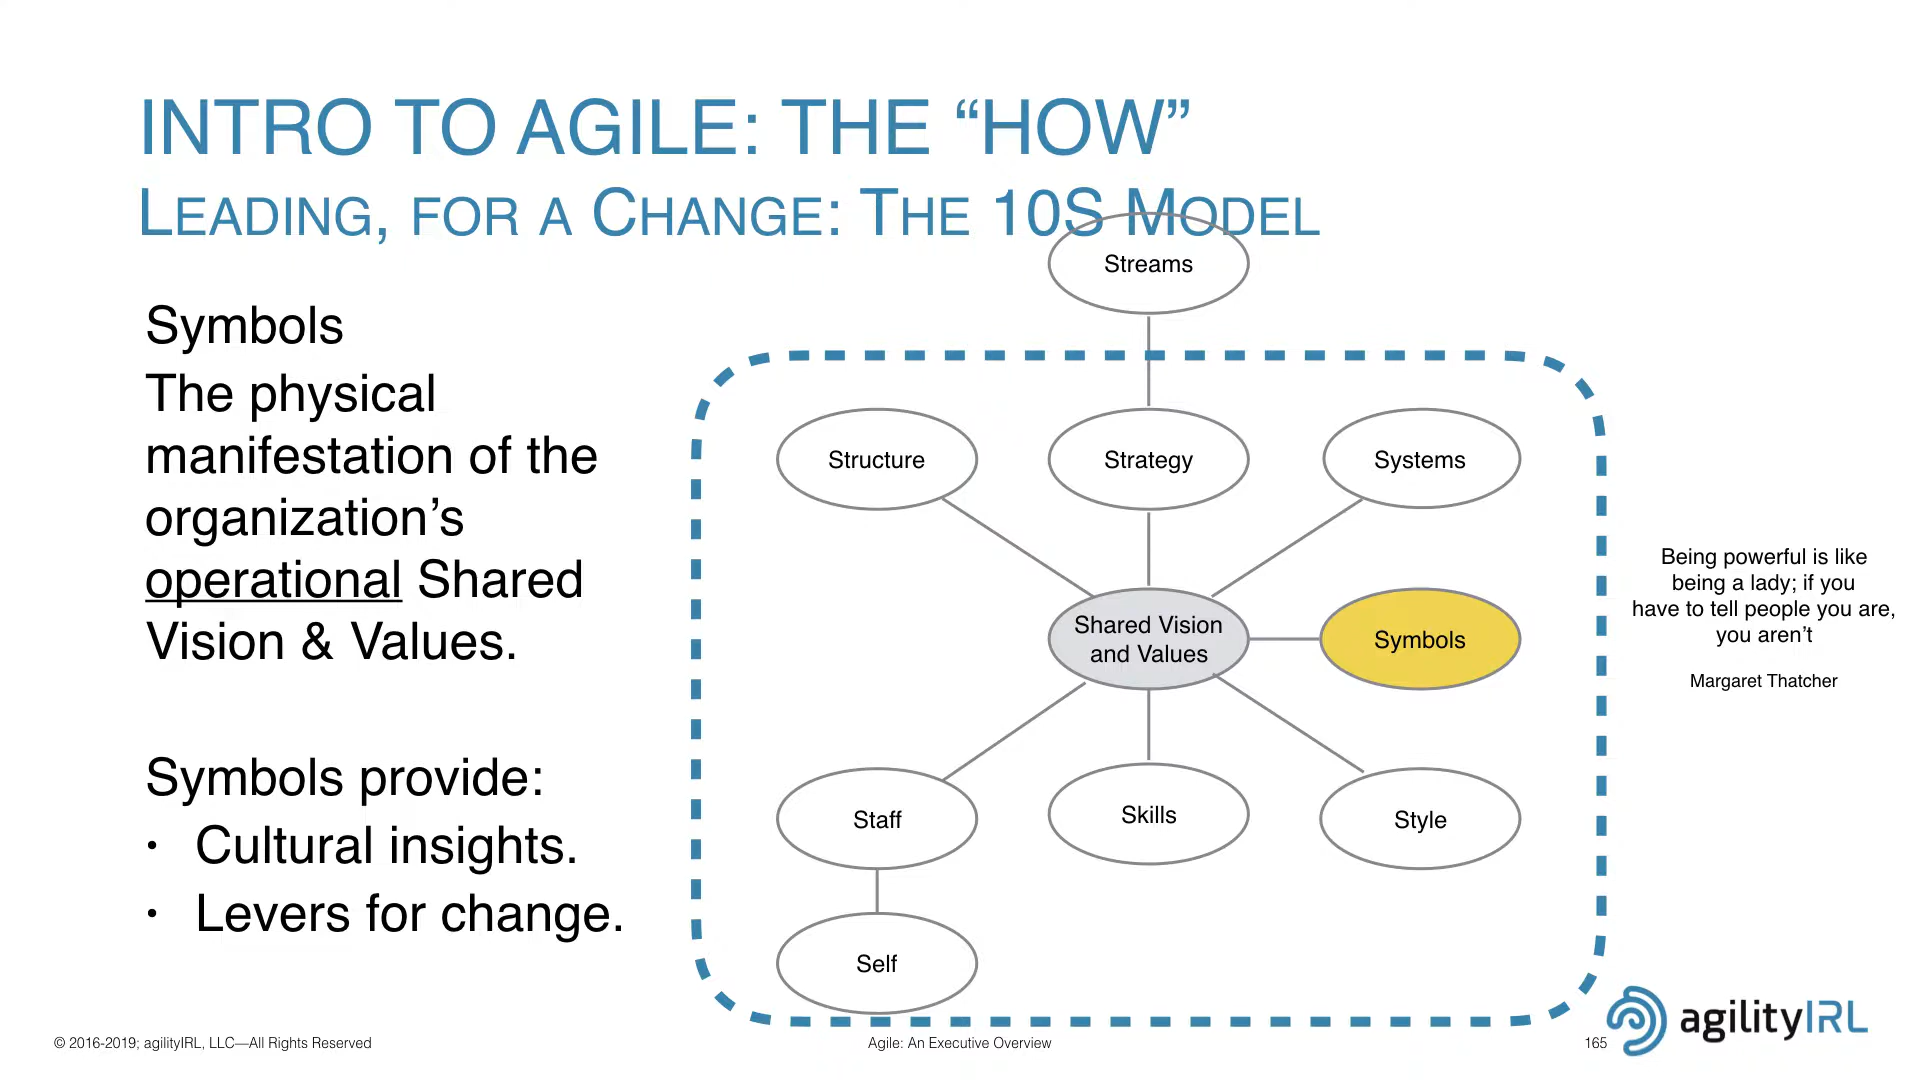 INTRO TO AGILE: THE “HOW”
LEADING, FOR A CHANGE: THE 10S MODEL
Symbols
The physical
manifestation of the
organization’s
operational Shared
Vision & Values.
Symbols provide:
• Cultural insights.
• Levers for change.
Streams
Structure
Strategy
Systems
Shared Vision
and Values
Symbols
Staff
Skills
Style
Self
Being powerful is like
being a lady; if you
have to tell people you are,
you aren’t
Margaret Thatcher
© 2016-2019; agilityIRL, LLC—All Rights Reserved
Agile: An Executive Overview
165
agilityIRL